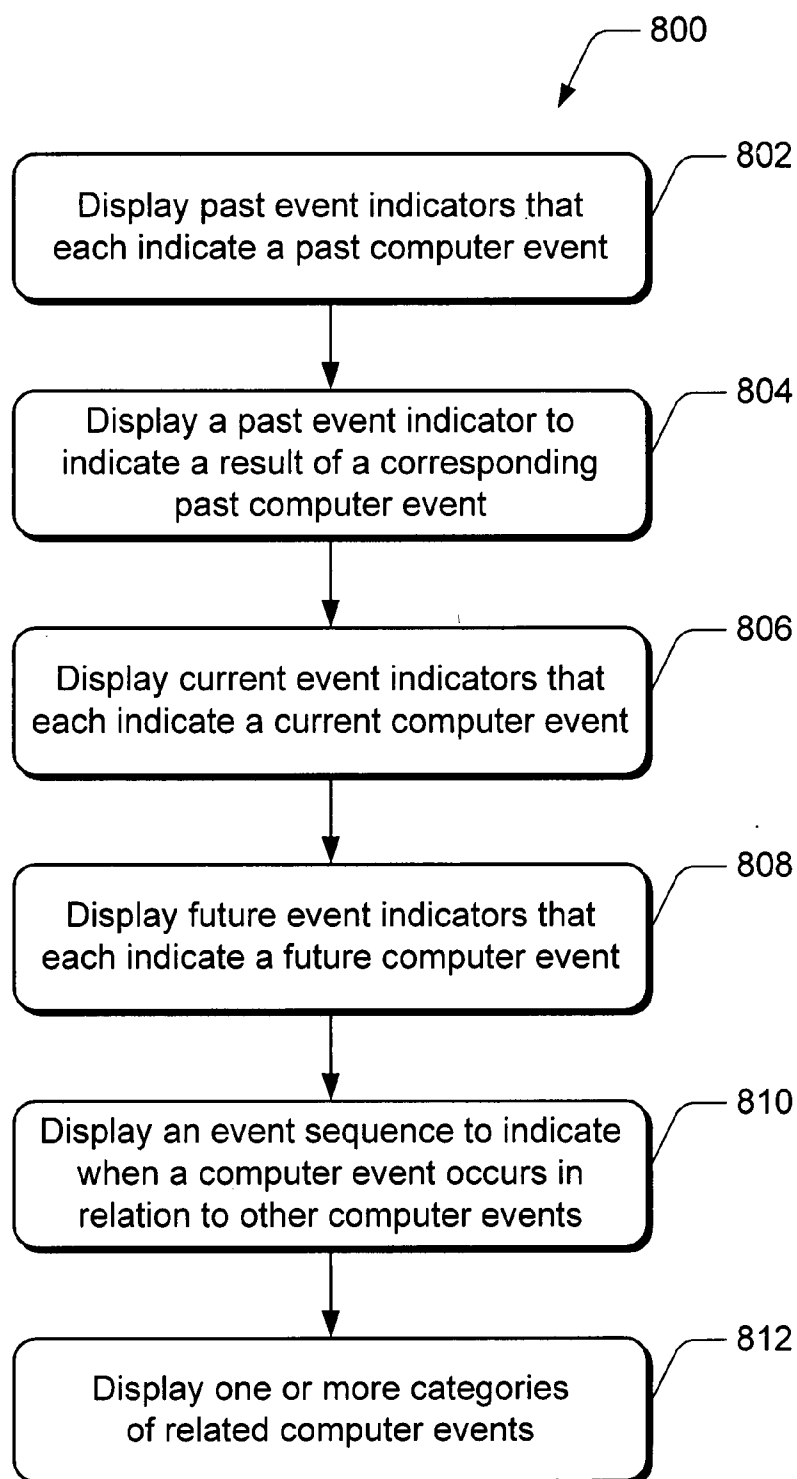 800
802
Display past event indicators that
each indicate a past computer event
804
Display a past event indicator to
indicate a result of a corresponding
past computer event
806
Display current event indicators that
each indicate a current computer event
808
Display future event indicators that
each indicate a future computer event
810
Display an event sequence to indicate
when a computer event occurs in
relation to other computer events
812
Display one or more categories
of related computer events